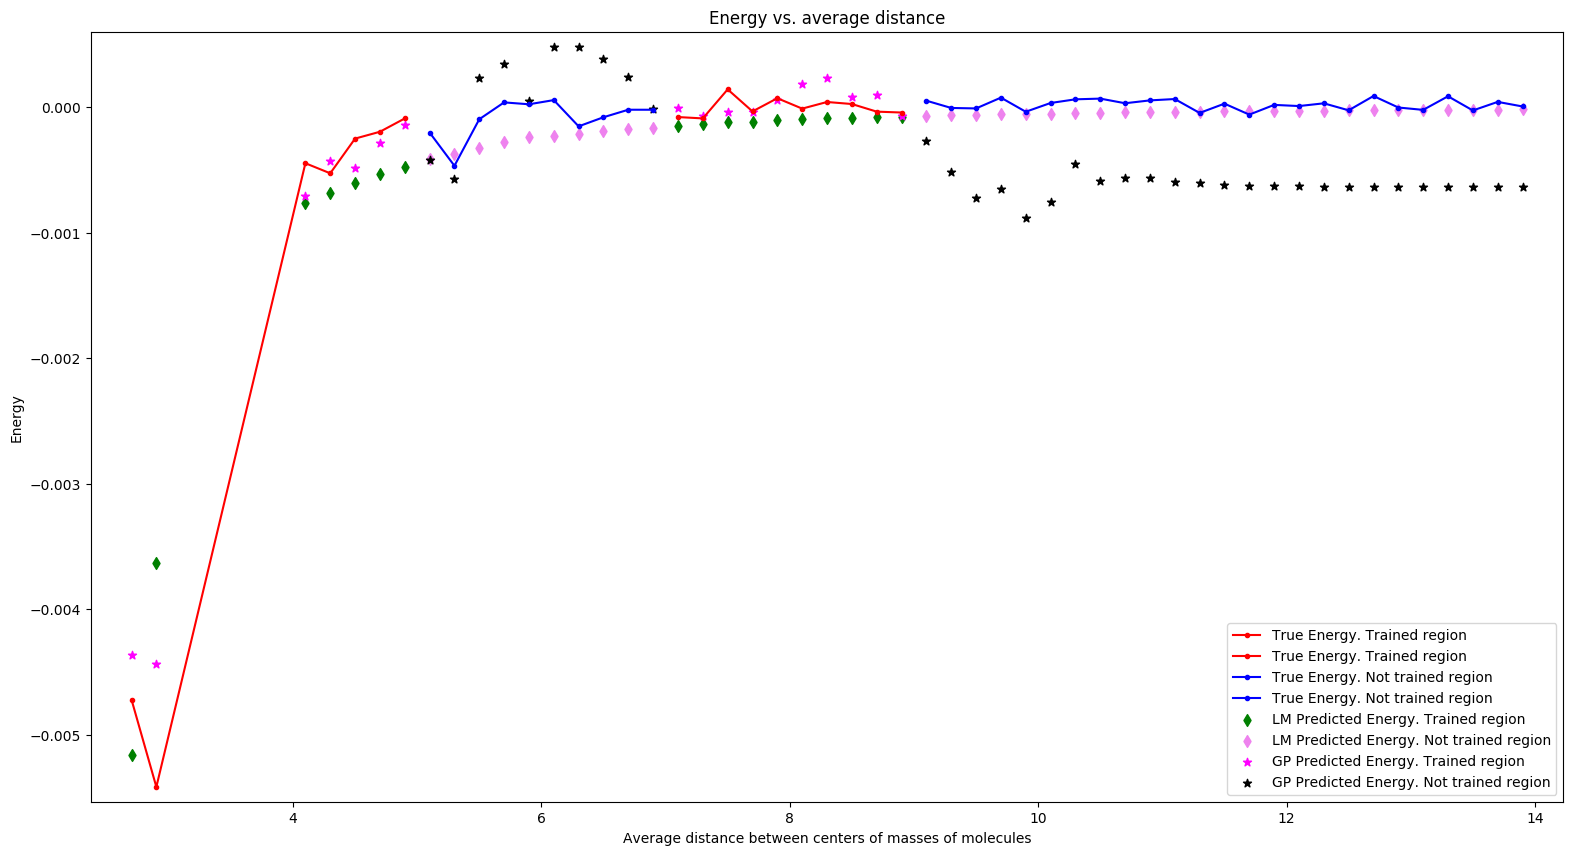 Energy vs. average distance
0.000
−0.001
−0.002
−0.003
−0.004
−0.005
Energy
4
6
8
10
12
14
Average distance between centers of masses of molecules
True Energy. Trained region
True Energy. Trained region
True Energy. Not trained region
True Energy. Not trained region
LM Predicted Energy. Trained region
LM Predicted Energy. Not trained region
GP Predicted Energy. Trained region
GP Predicted Energy. Not trained region